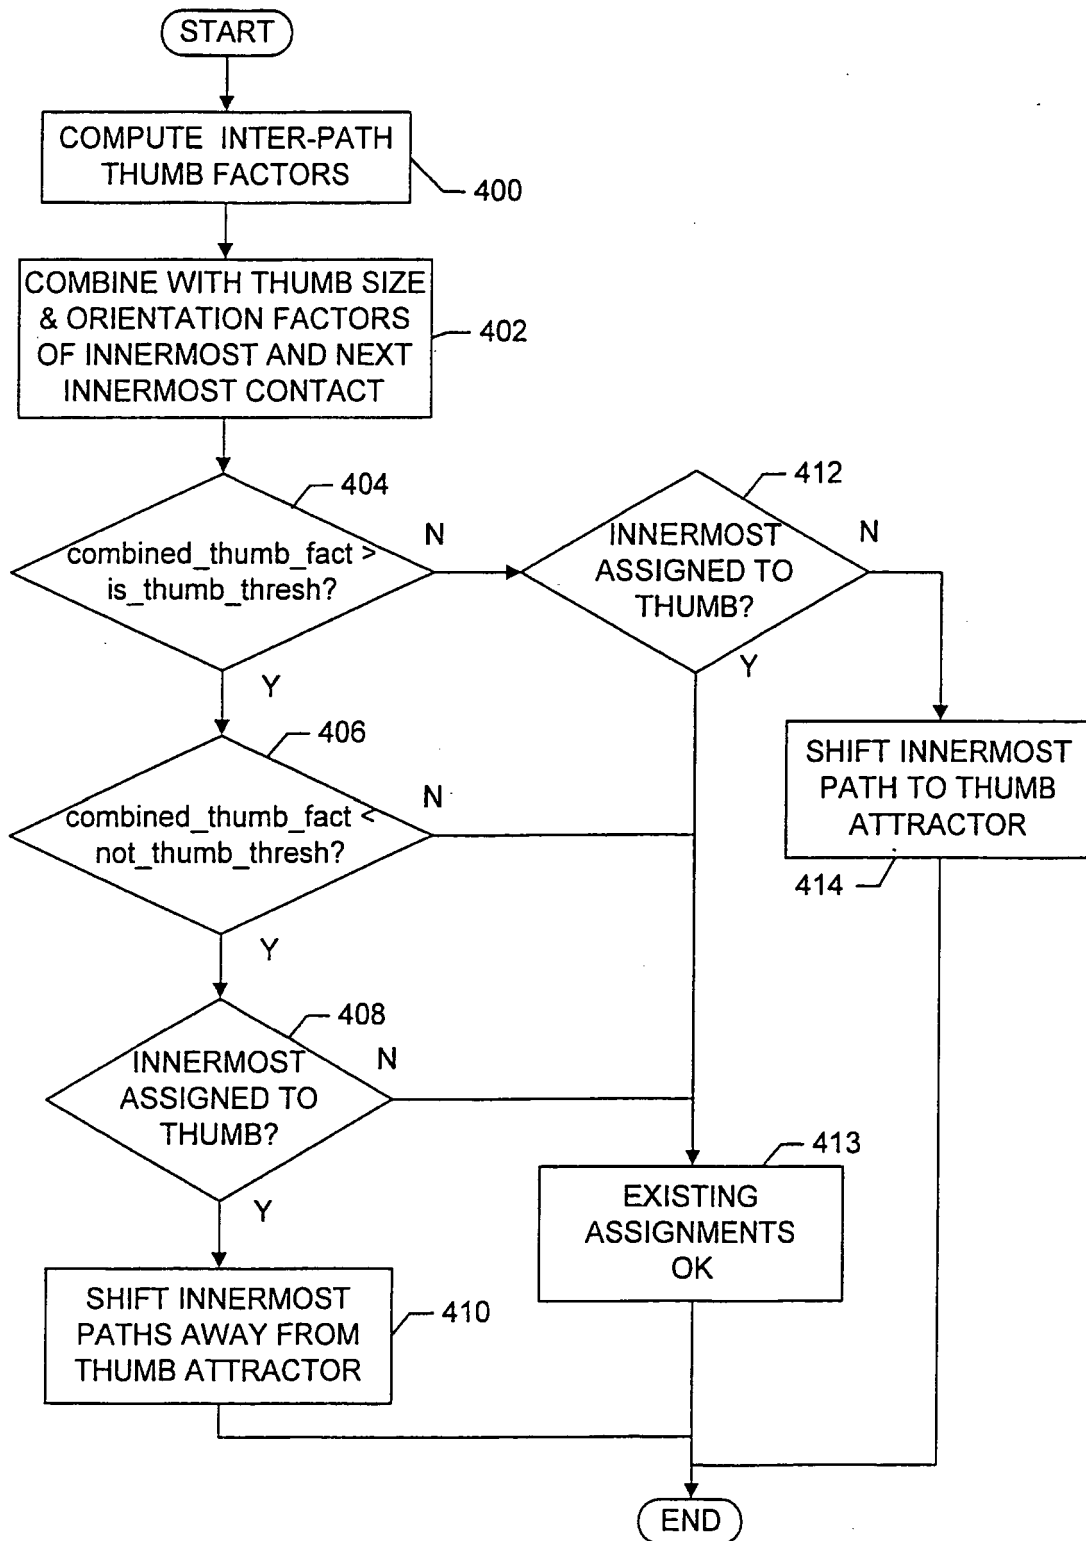 START
COMPUTE INTER-PATH
THUMB FACTORS
400
COMBINE WITH THUMB SIZE
& ORIENTATION FACTORS
OF INNERMOST AND NEXT
INNERMOST CONTACT
402
404
combined_thumb_fact >
is_thumb_thresh?
N
Y
412
INNERMOST
ASSIGNED TO
THUMB?
N
Y
406
combined_thumb_fact <
not_thumb_thresh?
N
Y
SHIFT INNERMOST
PATH TO THUMB
ATTRACTOR
414
408
INNERMOST
ASSIGNED TO
THUMB?
N
Y
413
EXISTING
ASSIGNMENTS
OK
SHIFT INNERMOST
PATHS AWAY FROM
THUMB ATTRACTOR
410
END